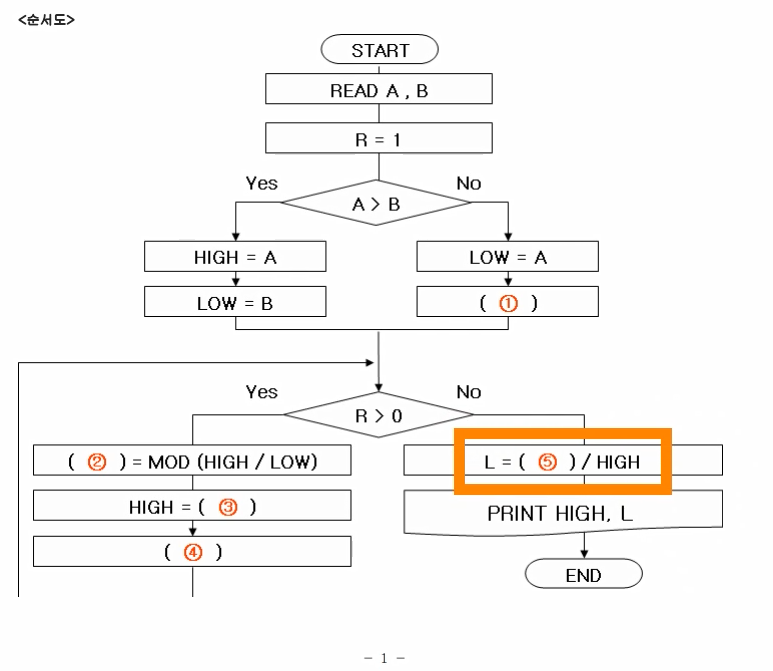 <순서도>
START
READ A , B
R = 1
Yes
No
A > B
HIGH = A
LOW = A
LOW = B
( ① )
Yes
No
R > 0
( ② ) = MOD (HIGH / LOW)
L = ( ⑤ ) / HIGH
HIGH = ( ③ )
PRINT HIGH, L
( ④ )
END
- 1 -